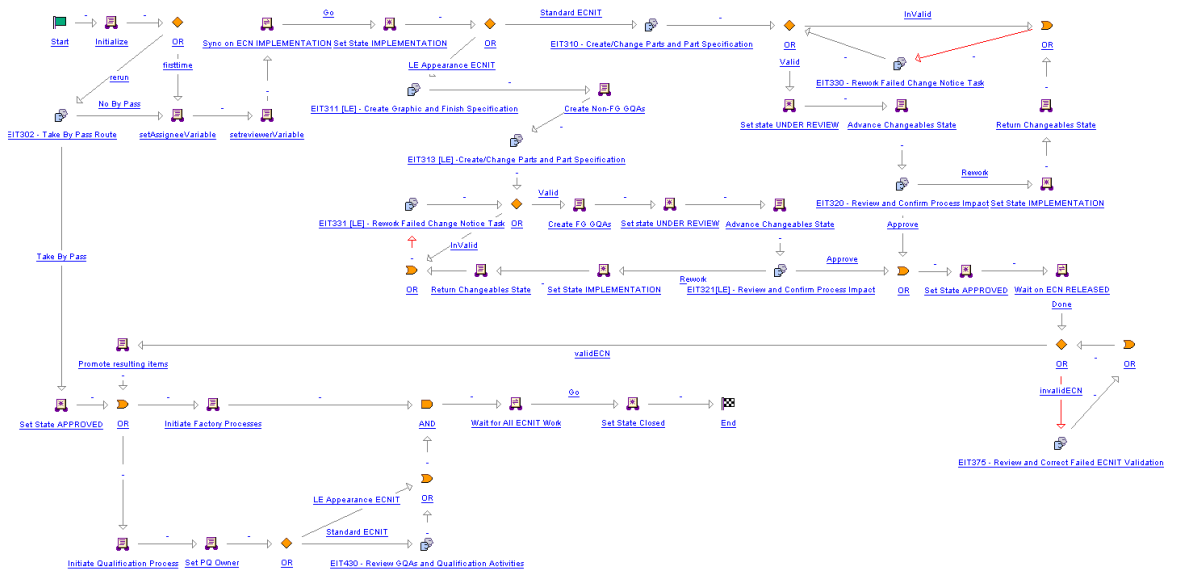 Go
Standard ECNIT
InValid
Start
Initialize
OR
Sync on ECN IMPLEMENTATION
Set State IMPLEMENTATION
OR
EIT310 - Create/Change Parts and Part Specification
OR
OR
firsttime
LE Appearance ECNIT
Valid
rerun
EIT330 - Rework Failed Change Notice Task
No By Pass
EIT311 [LE] - Create Graphic and Finish Specification
Create Non-FG GQAs
EIT302 - Take By Pass Route
setAssigneeVariable
setreviewerVariable
Set state UNDER REVIEW
Advance Changeables State
Return Changeables State
EIT313 [LE] -Create/Change Parts and Part Specification
Rework
Valid
EIT320 - Review and Confirm Process Impact
Set State IMPLEMENTATION
EIT331 [LE] - Rework Failed Change Notice Task
OR
Create FG GQAs
Set state UNDER REVIEW
Advance Changeables State
Approve
InValid
Take By Pass
Approve
Rework
OR
Return Changeables State
Set State IMPLEMENTATION
EIT321[LE] - Review and Confirm Process Impact
OR
Set State APPROVED
Wait on ECN RELEASED
Done
validECN
Promote resulting items
OR
OR
invalidECN
Go
Set State APPROVED
OR
Initiate Factory Processes
AND
Wait for All ECNIT Work
Set State Closed
End
EIT375 - Review and Correct Failed ECNIT Validation
LE Appearance ECNIT
OR
Standard ECNIT
Initiate Qualification Process
Set PQ Owner
OR
EIT430 - Review GQAs and Qualification Activities